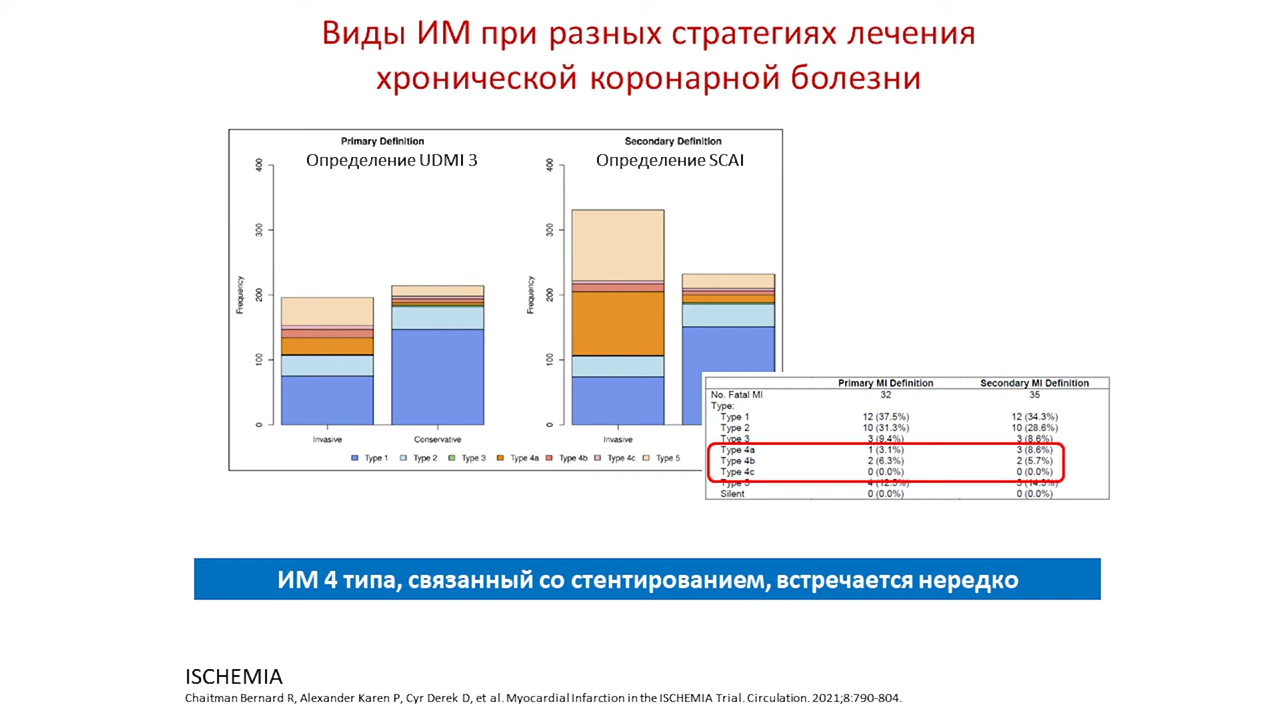 Виды ИМ при разных стратегиях лечения
хронической коронарной болезни
Primary Definition
Определение UDMI 3
Secondary Definition
Определение SCAI
Frequency
0
100
200
300
400
Invasive
Conservative
Frequency
0
100
200
300
400
Invasive
Type 1 Type 2 Type 3 Type 4a Type 4b Type 4c Type 5
Primary MI Definition Secondary MI Definition
No. Fatal MI 32 35
Type:
Type 1 12 (37.5%) 12 (34.3%)
Type 2 10 (31.3%) 10 (28.6%)
Type 3 3 (9.4%) 3 (8.6%)
Type 4a 1 (3.1%) 3 (8.6%)
Type 4b 2 (6.3%) 2 (5.7%)
Type 4c 0 (0.0%) 0 (0.0%)
Type 5 4 (12.5%) 5 (14.3%)
Silent 0 (0.0%) 0 (0.0%)
ИМ 4 типа, связанный со стентированием, встречается нередко
ISCHEMIA
Chaitman Bernard R, Alexander Karen P, Cyr Derek D, et al. Myocardial Infarction in the ISCHEMIA Trial. Circulation. 2021;8:790-804.